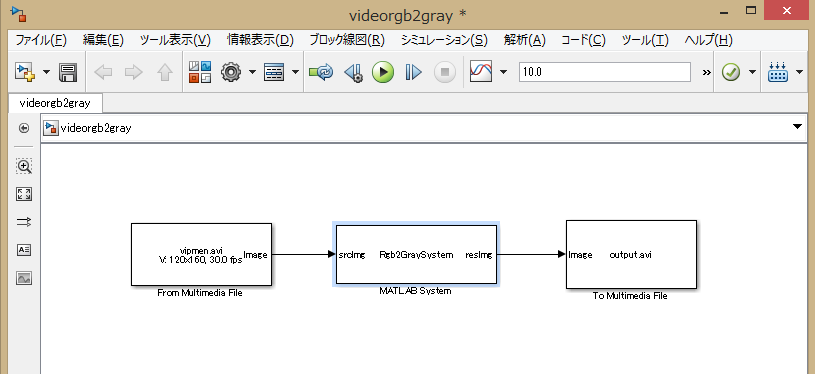 videorgb2gray *
ファイル(F) 編集(E) ツール表示(V) 情報表示(D) ブロック線図(R) シミュレーション(S) 解析(A) コード(C) ツール(T) ヘルプ(H)
10.0 »
videorgb2gray
videorgb2gray
vipmen.avi
V: 120x160, 30.0 fps
Image
From Multimedia File
srcImg Rgb2GraySystem resImg
MATLAB System
Image output.avi
To Multimedia File